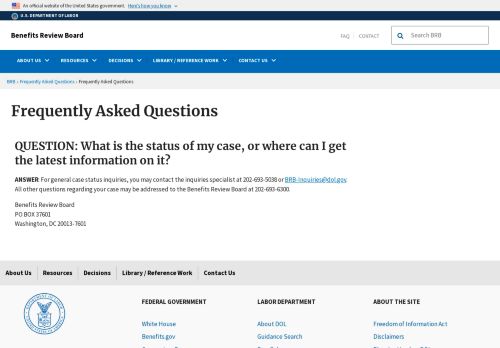 An official website of the United States government. Here's how you know
U.S. DEPARTMENT OF LABOR
Benefits Review Board
FAQ CONTACT
Search BRB
ABOUT US RESOURCES DECISIONS LIBRARY / REFERENCE WORK CONTACT US
BRB › Frequently Asked Questions › Frequently Asked Questions
Frequently Asked Questions
QUESTION: What is the status of my case, or where can I get
the latest information on it?
ANSWER: For general case status inquiries, you may contact the inquiries specialist at 202-693-5038 or BRB-Inquiries@dol.gov.
All other questions regarding your case may be addressed to the Benefits Review Board at 202-693-6300.
Benefits Review Board
PO BOX 37601
Washington, DC 20013-7601
About Us Resources Decisions Library / Reference Work Contact Us
FEDERAL GOVERNMENT LABOR DEPARTMENT ABOUT THE SITE
White House About DOL Freedom of Information Act
Benefits.gov Guidance Search Disclaimers